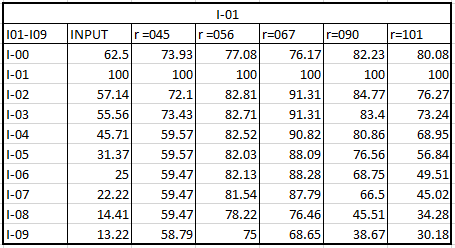 I-01
I01-I09 INPUT r =045 r =056 r=067 r=090 r=101
I-00 62.5 73.93 77.08 76.17 82.23 80.08
I-01 100 100 100 100 100 100
I-02 57.14 72.1 82.81 91.31 84.77 76.27
I-03 55.56 73.43 82.71 91.31 83.4 73.24
I-04 45.71 59.57 82.52 90.82 80.86 68.95
I-05 31.37 59.57 82.03 88.09 76.56 56.84
I-06 25 59.47 82.13 88.28 68.75 49.51
I-07 22.22 59.47 81.54 87.79 66.5 45.02
I-08 14.41 59.47 78.22 76.46 45.51 34.28
I-09 13.22 58.79 75 68.65 38.67 30.18